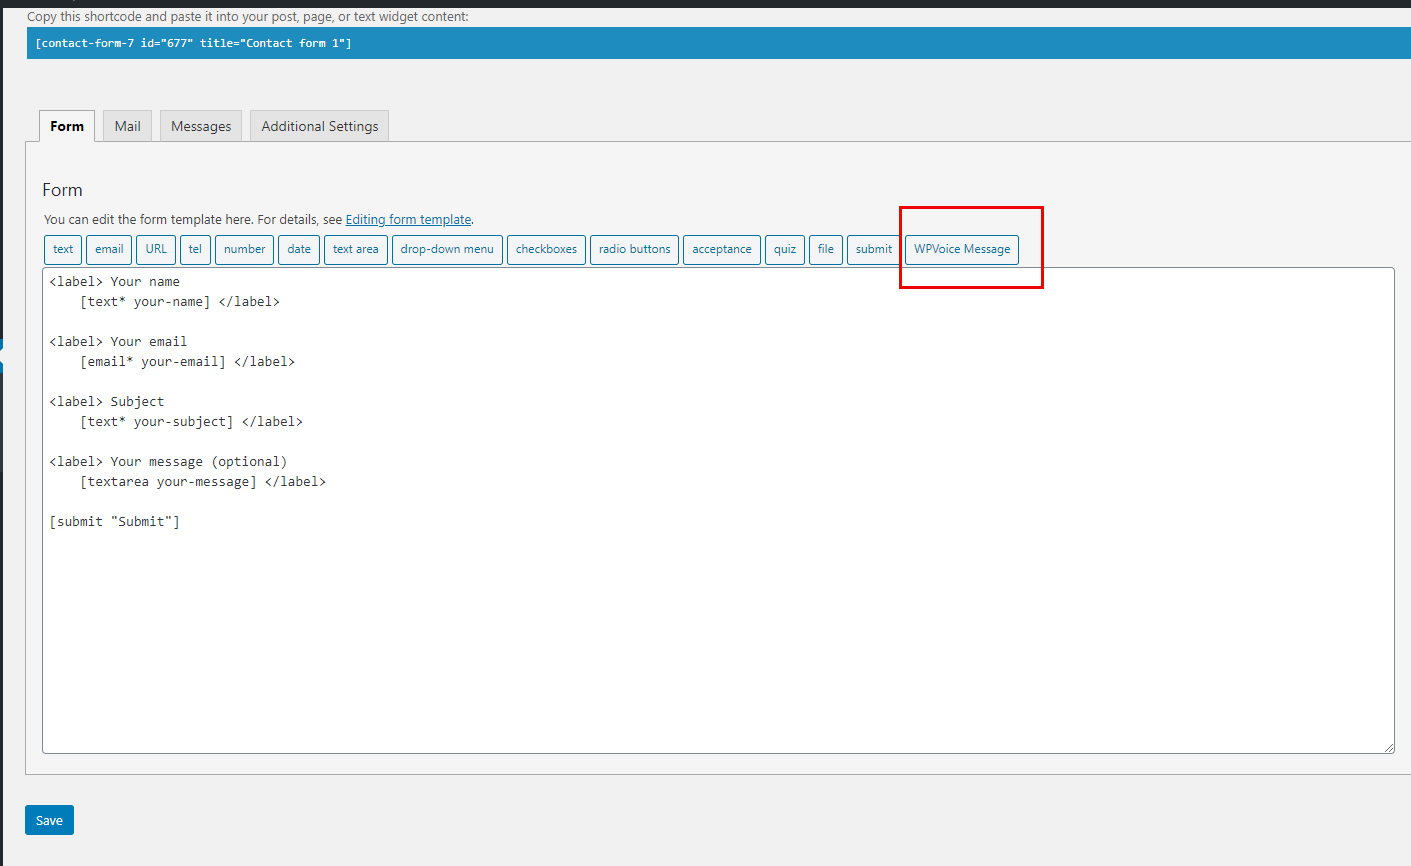 Copy this shortcode and paste it into your post, page, or text widget content:
[contact-form-7 id="677" title="Contact form 1"]
Form Mail Messages Additional Settings
Form
You can edit the form template here. For details, see Editing form template.
text email URL tel number date text area drop-down menu checkboxes radio buttons acceptance quiz file submit WPVoice Message
<label> Your name
[text* your-name] </label>
<label> Your email
[email* your-email] </label>
<label> Subject
[text* your-subject] </label>
<label> Your message (optional)
[textarea your-message] </label>
[submit "Submit"]
Save